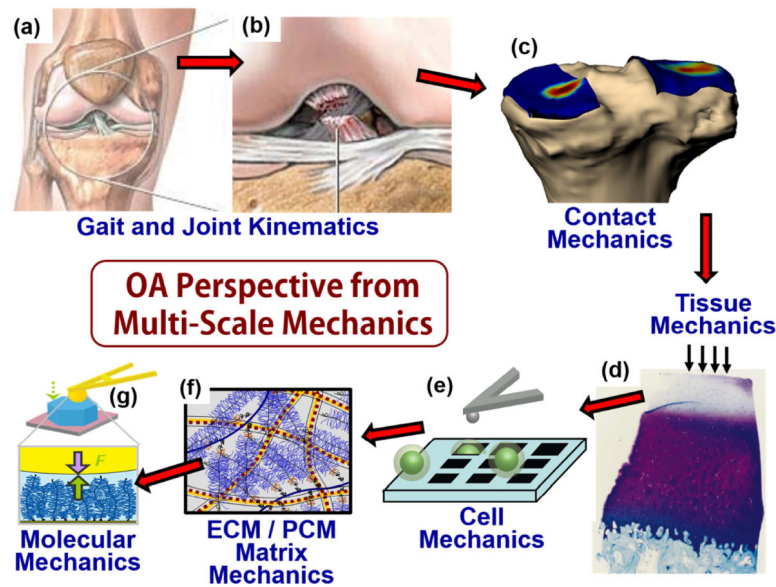 (a)
(b)
(c)
Gait and Joint Kinematics
Contact
Mechanics
OA Perspective from
Multi-Scale Mechanics
Tissue
Mechanics
(d)
(e)
(f)
(g)
F
Cell
Mechanics
ECM / PCM
Matrix
Mechanics
Molecular
Mechanics